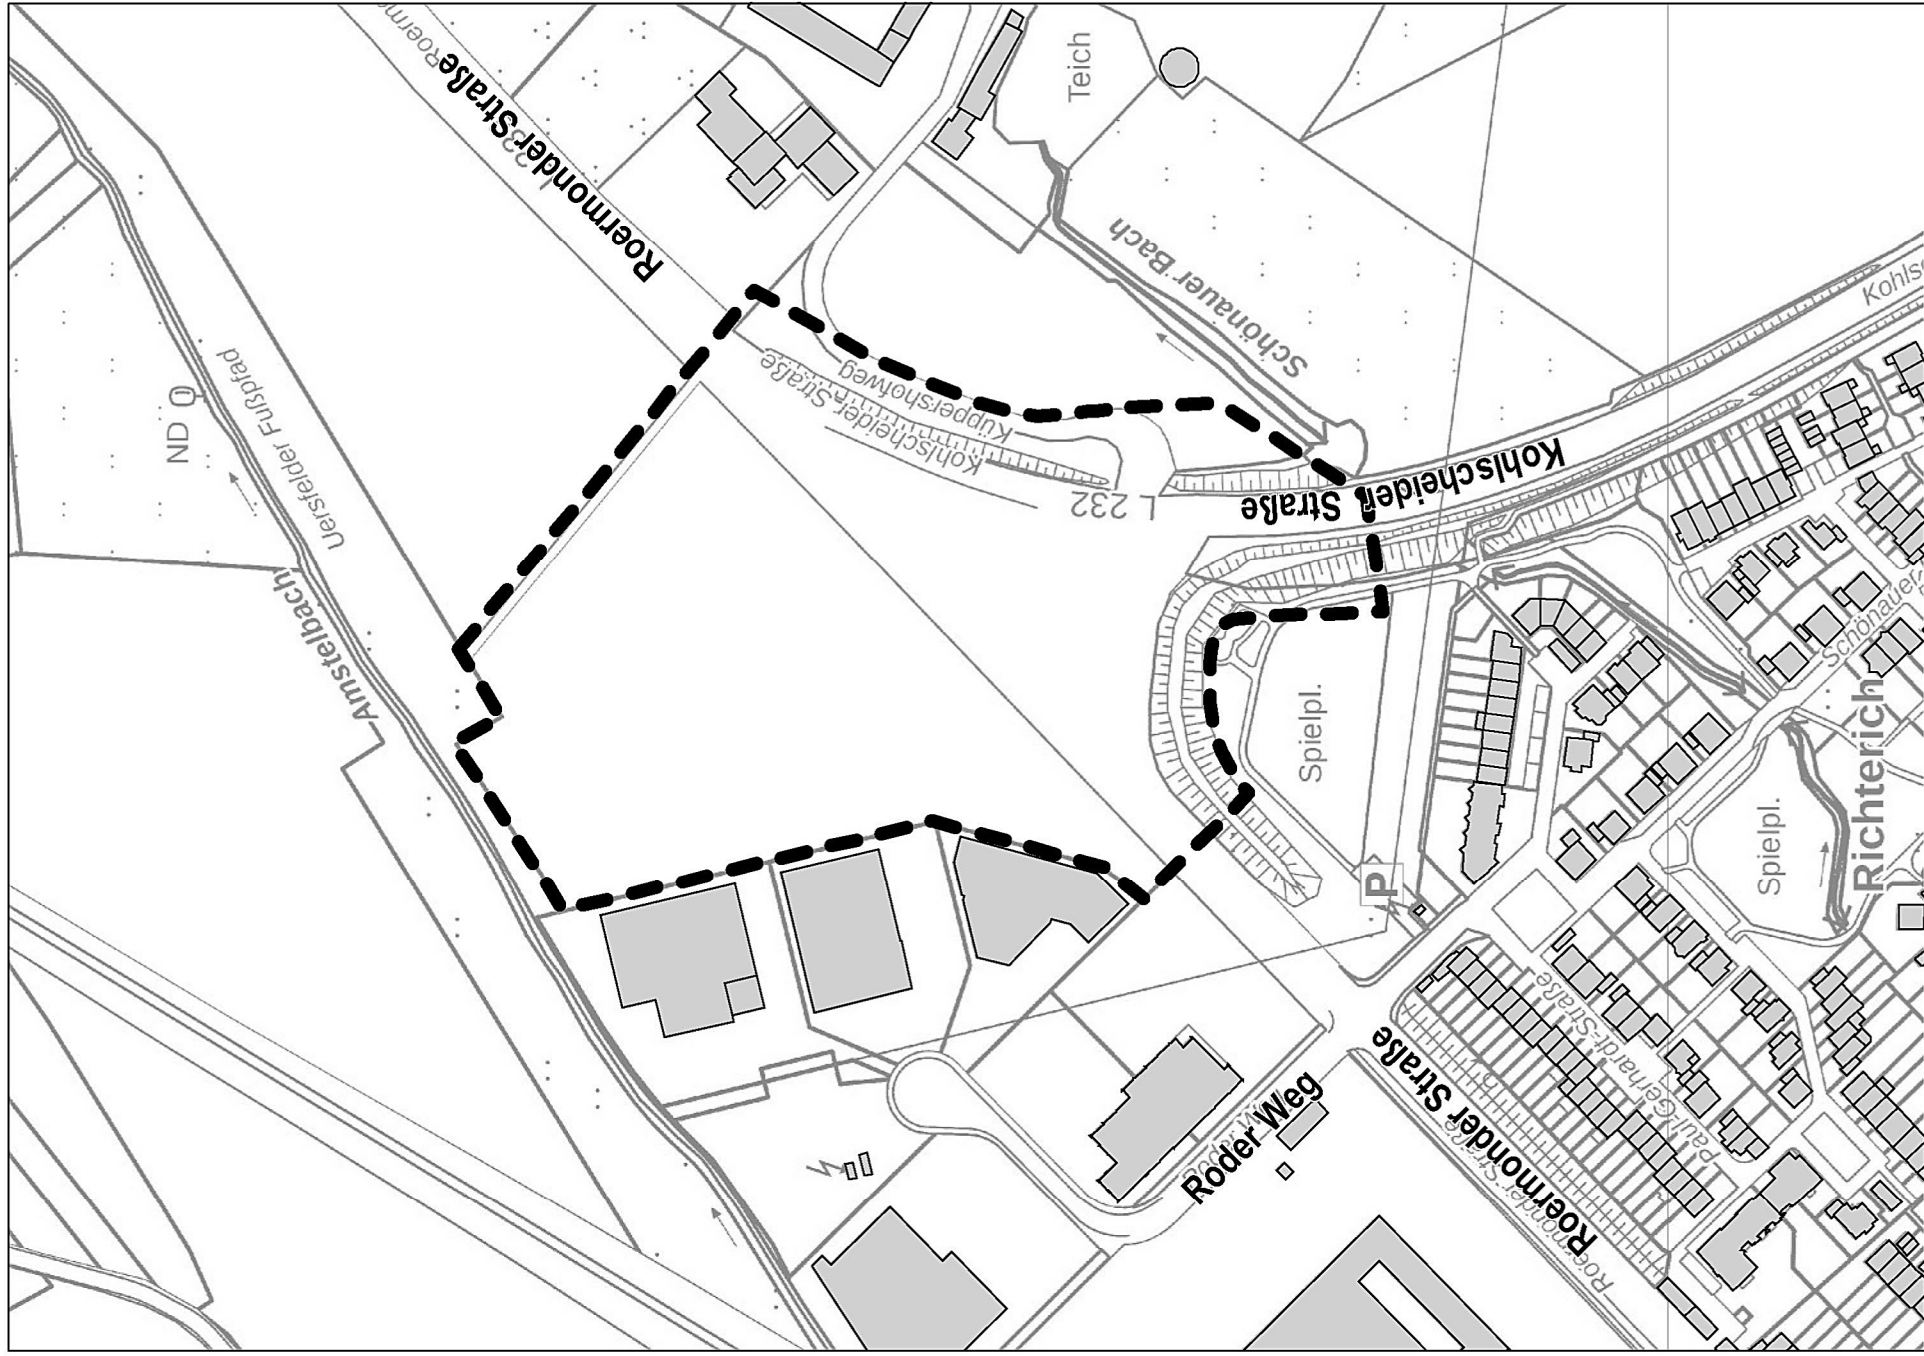 Roermonder Straße
Teich
Schönauer Bach
ND
Uersfelder Fußpfad
Amstelbach
Kohlscheider Straße
Küppershofweg
L 232
Kohlscheider Straße
Spielpl.
P
Schönauer
Richterich
Spielpl.
Roder Weg
Roermonder Straße
Roermonder Straße
Paul-Gerhardt-Straße